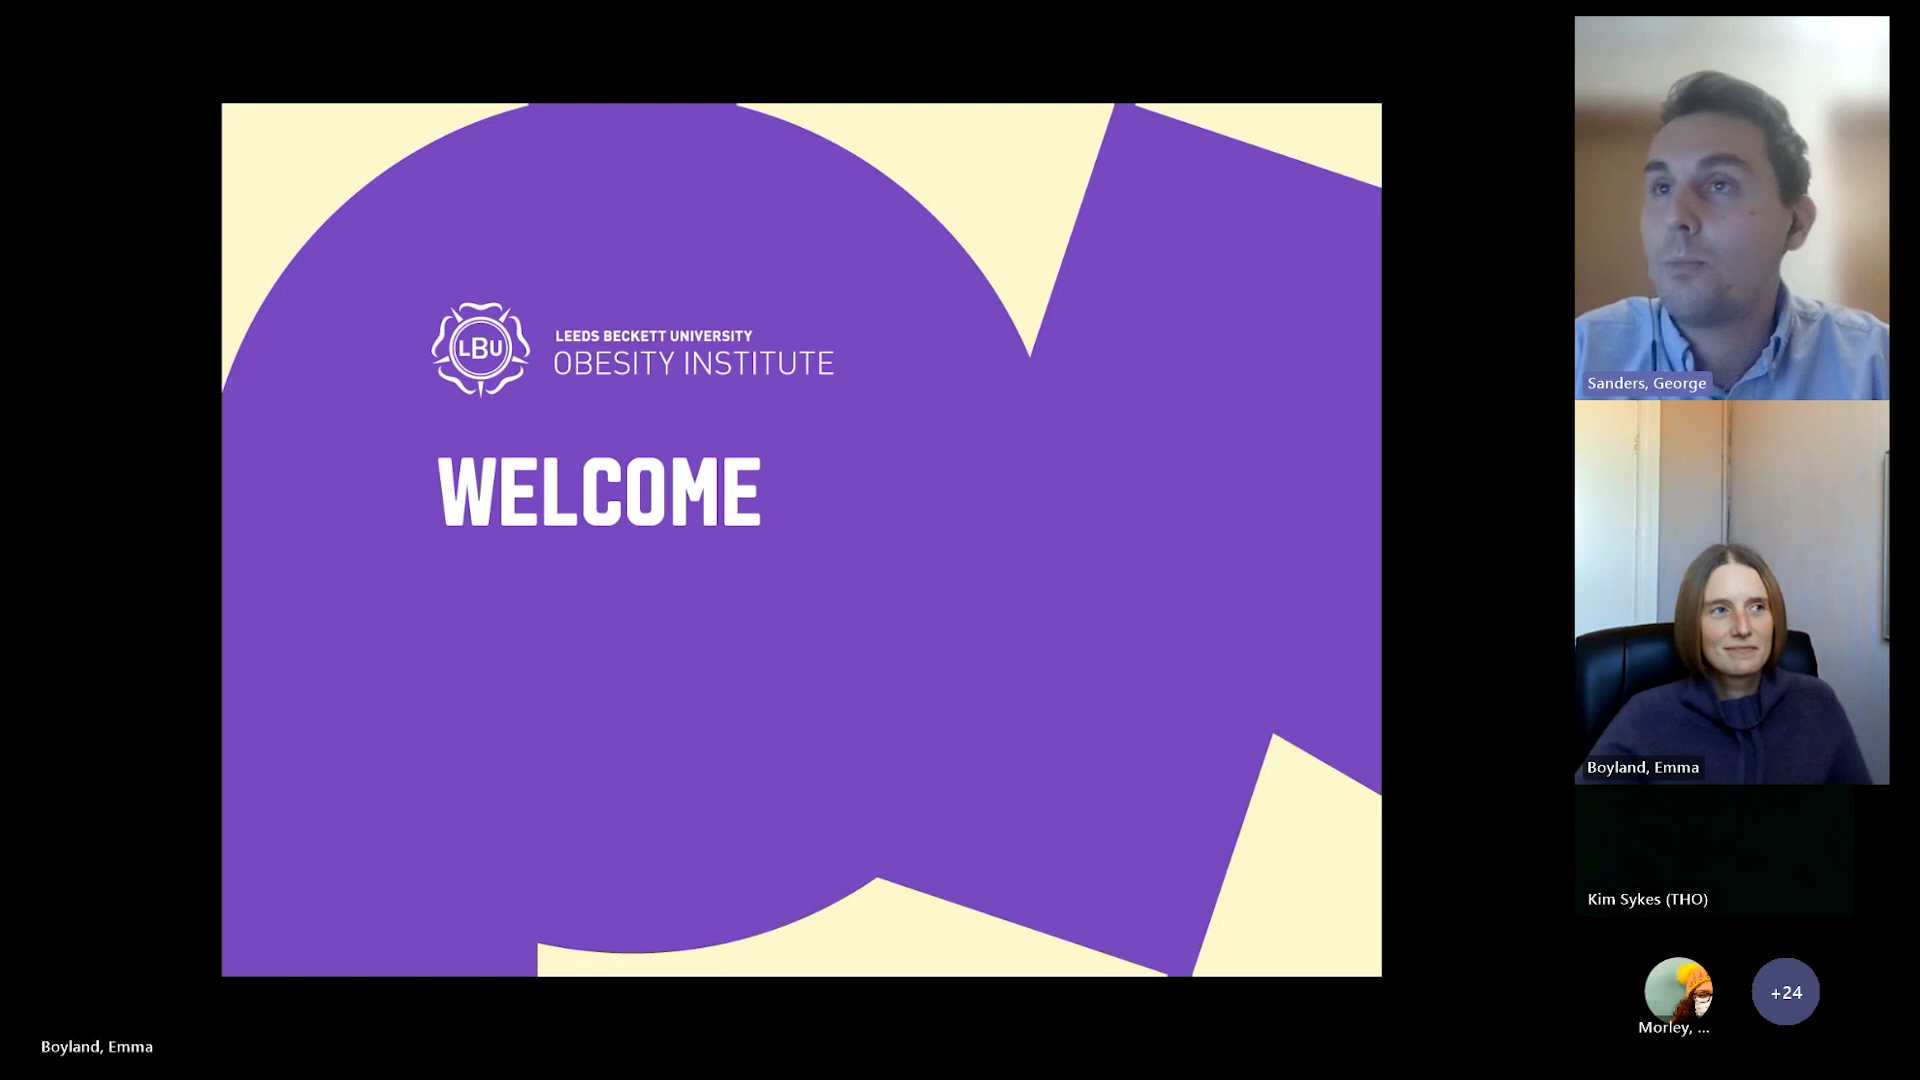 LBU
LEEDS BECKETT UNIVERSITY
OBESITY INSTITUTE
WELCOME
Sanders, George
Boyland, Emma
Kim Sykes (THO)
Morley, ...
+24
Boyland, Emma